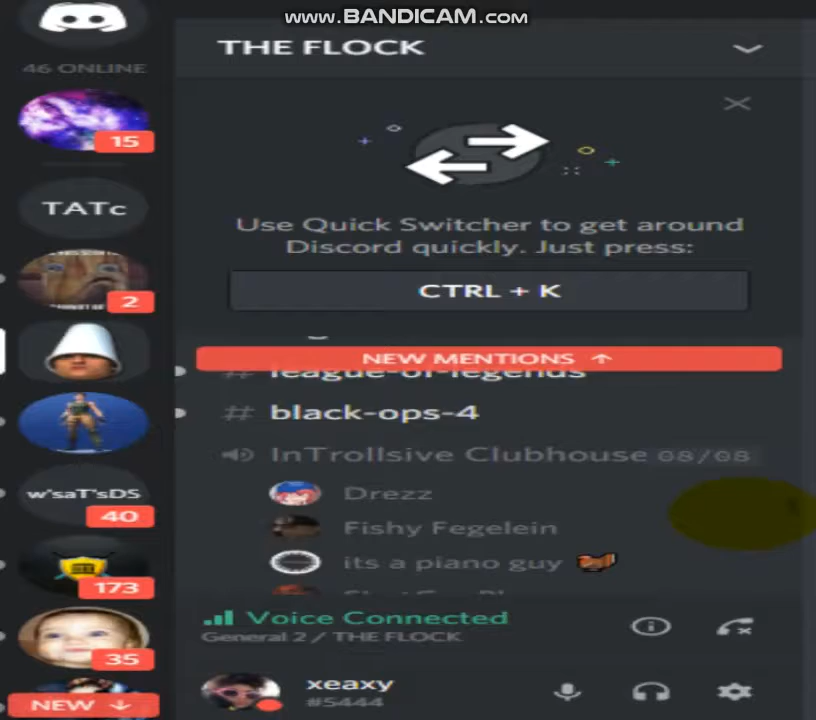 www.BANDICAM.com
46 ONLINE
15
TATc
2
w'saT'sDS
40
173
35
NEW
THE FLOCK
Use Quick Switcher to get around
Discord quickly. Just press:
CTRL + K
NEW MENTIONS ↑
# league-of-legends
# black-ops-4
InTrollsive Clubhouse 08/08
Drezz
Fishy Fegelein
its a piano guy
Voice Connected
General 2 / THE FLOCK
xeaxy
#5444